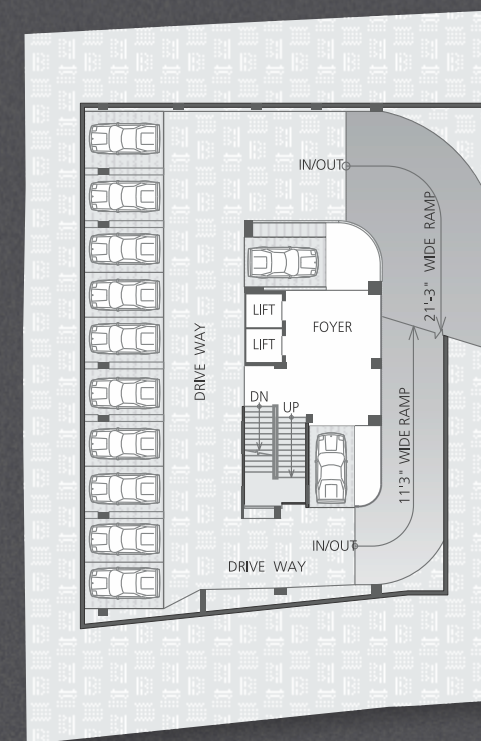 IN/OUT
21'-3" WIDE RAMP
LIFT
FOYER
LIFT
DRIVE WAY
DN
UP
11'3" WIDE RAMP
IN/OUT
DRIVE WAY